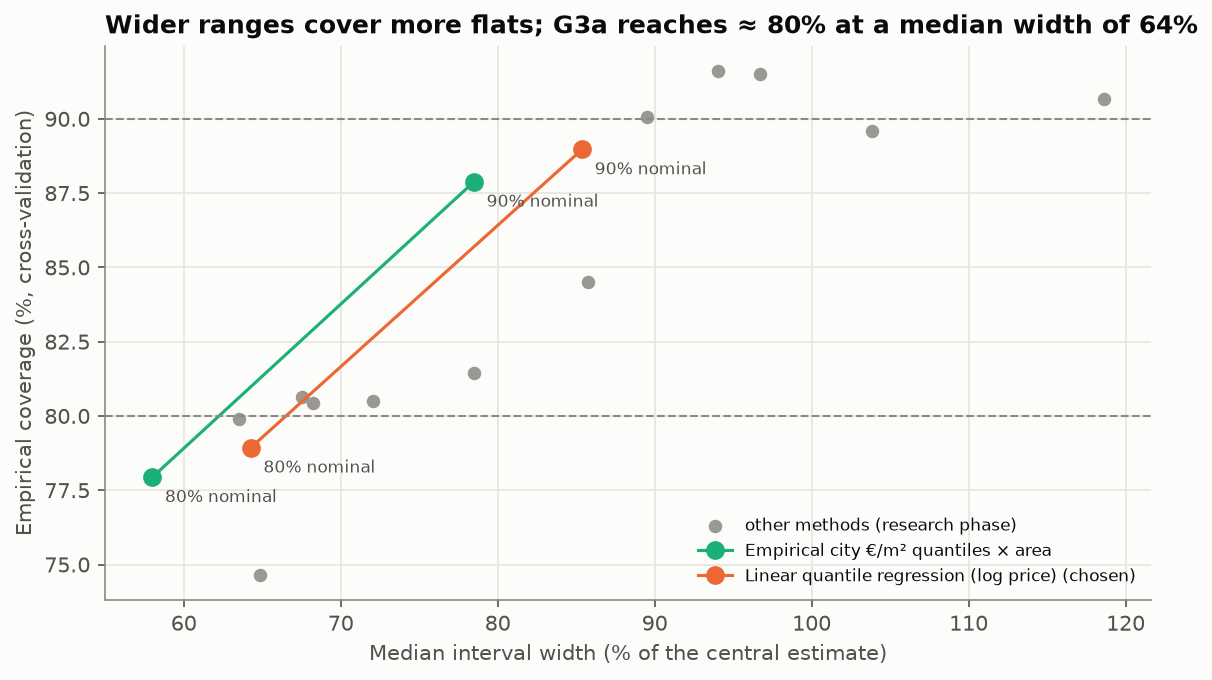 Wider ranges cover more flats; G3a reaches ≈ 80% at a median width of 64%
Empirical coverage (%, cross-validation)
90.0
87.5
85.0
82.5
80.0
77.5
75.0
90% nominal
90% nominal
80% nominal
80% nominal
other methods (research phase)
Empirical city €/m² quantiles × area
Linear quantile regression (log price) (chosen)
60 70 80 90 100 110 120
Median interval width (% of the central estimate)